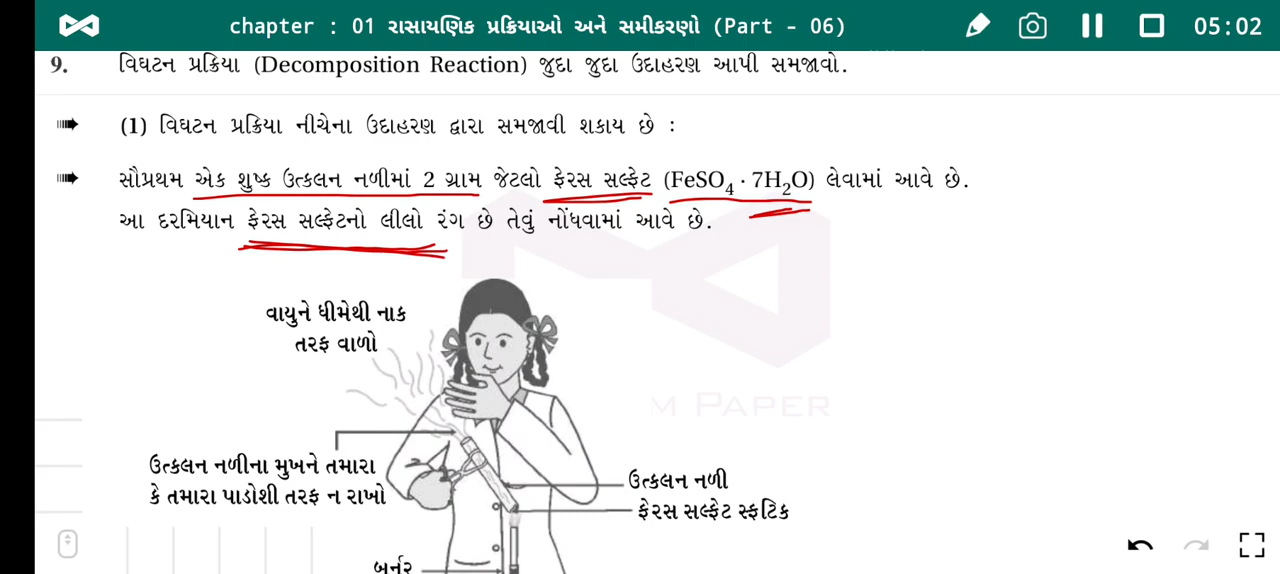 chapter : 01 રાસાયણિક પ્રક્રિયાઓ અને સમીકરણો (Part - 06)
05:02
9. વિઘટન પ્રક્રિયા (Decomposition Reaction) જુદા જુદા ઉદાહરણ આપી સમજાવો.
(1) વિઘટન પ્રક્રિયા નીચેના ઉદાહરણ દ્વારા સમજાવી શકાય છે :
સૌપ્રથમ એક શુષ્ક ઉત્કલન નળીમાં 2 ગ્રામ જેટલો ફેરસ સલ્ફેટ (FeSO₄ · 7H₂O) લેવામાં આવે છે.
આ દરમિયાન ફેરસ સલ્ફેટનો લીલો રંગ છે તેવું નોંધવામાં આવે છે.
વાયુને ધીમેથી નાક
તરફ વાળો
M PAPER
ઉત્કલન નળીના મુખને તમારા
કે તમારા પાડોશી તરફ ન રાખો
ઉત્કલન નળી
ફેરસ સલ્ફેટ સ્ફટિક
બર્નર